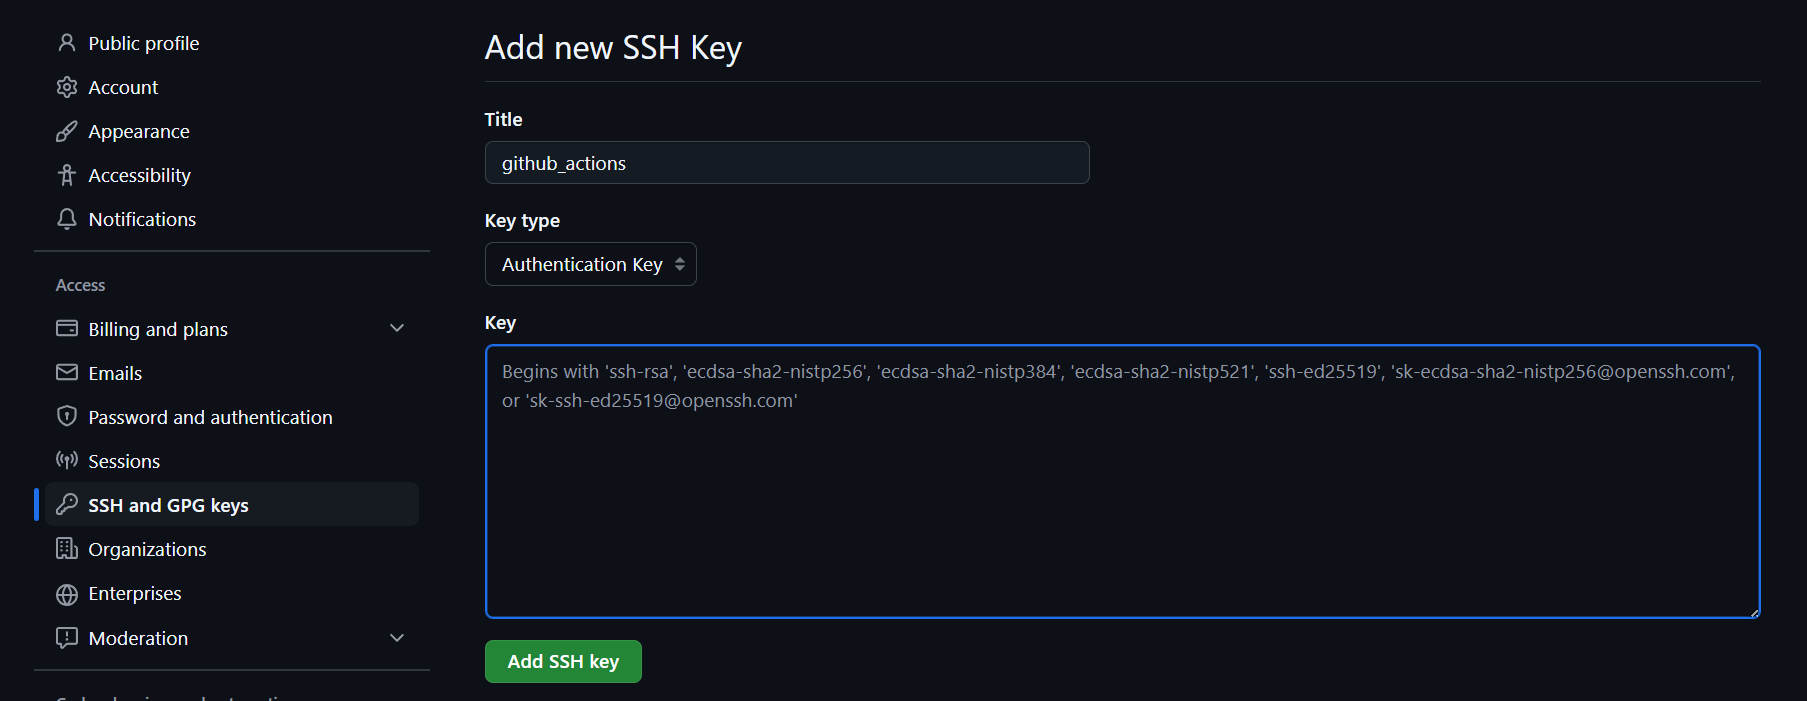 Public profile
Account
Appearance
Accessibility
Notifications
Access
Billing and plans
Emails
Password and authentication
Sessions
SSH and GPG keys
Organizations
Enterprises
Moderation
Add new SSH Key
Title
github_actions
Key type
Authentication Key
Key
Begins with 'ssh-rsa', 'ecdsa-sha2-nistp256', 'ecdsa-sha2-nistp384', 'ecdsa-sha2-nistp521', 'ssh-ed25519', 'sk-ecdsa-sha2-nistp256@openssh.com',
or 'sk-ssh-ed25519@openssh.com'
Add SSH key